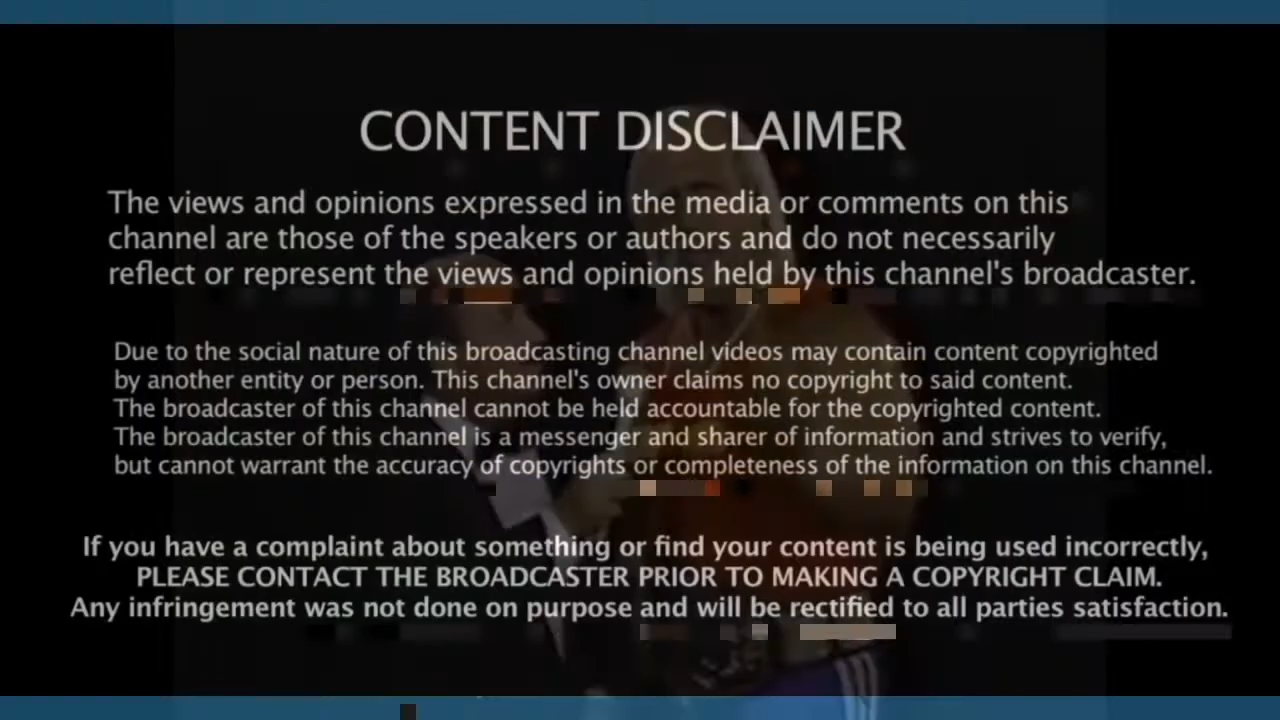 CONTENT DISCLAIMER
The views and opinions expressed in the media or comments on this
channel are those of the speakers or authors and do not necessarily
reflect or represent the views and opinions held by this channel's broadcaster.
Due to the social nature of this broadcasting channel videos may contain content copyrighted
by another entity or person. This channel's owner claims no copyright to said content.
The broadcaster of this channel cannot be held accountable for the copyrighted content.
The broadcaster of this channel is a messenger and sharer of information and strives to verify,
but cannot warrant the accuracy of copyrights or completeness of the information on this channel.
If you have a complaint about something or find your content is being used incorrectly,
PLEASE CONTACT THE BROADCASTER PRIOR TO MAKING A COPYRIGHT CLAIM.
Any infringement was not done on purpose and will be rectified to all parties satisfaction.